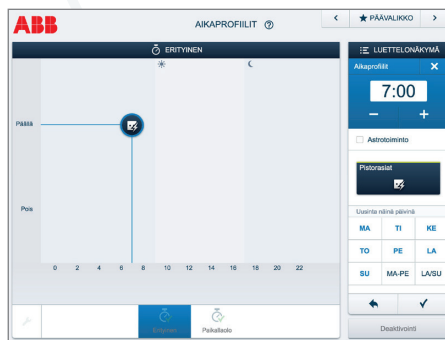 ABB
AIKAPROFIILIT
PÄÄVALIKKO
ERITYINEN
LUETTELONÄKYMÄ
Aikaprofiilit
7:00
Astrotoiminto
Päällä
Pistorasiat
Pois
Uusinta näinä päivinä
MA TI KE
TO PE LA
SU MA-PE LA/SU
0 2 4 6 8 10 12 14 16 18 20 22
Erityinen Paikallaolo
Deaktivointi